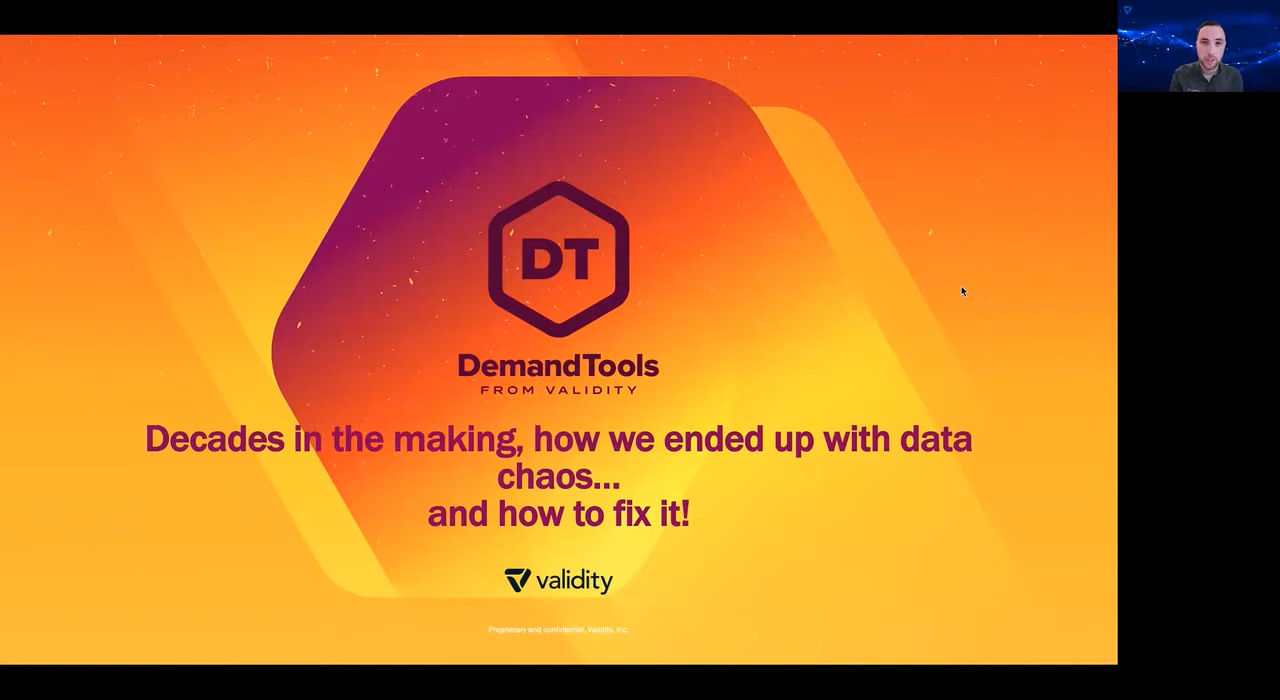 DT
DemandTools
FROM VALIDITY
Decades in the making, how we ended up with data
chaos...
and how to fix it!
validity
Proprietary and confidential, Validity, Inc.